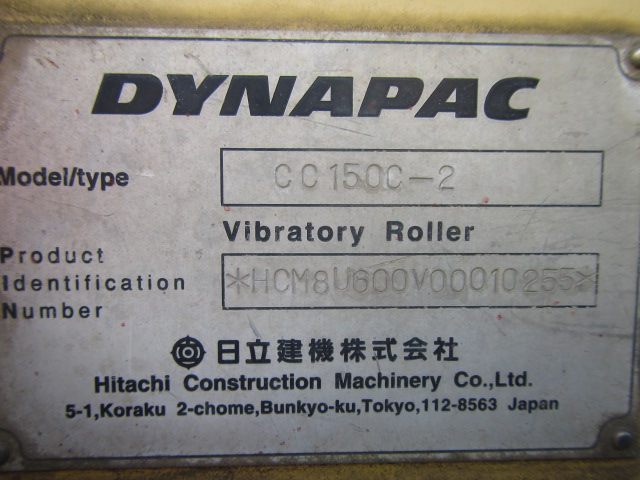 DYNAPAC
Model/type CC150C-2
Vibratory Roller
Product Identification Number *HCM8U600V00010255*
日立建機株式会社
Hitachi Construction Machinery Co.,Ltd.
5-1,Koraku 2-chome,Bunkyo-ku,Tokyo,112-8563 Japan